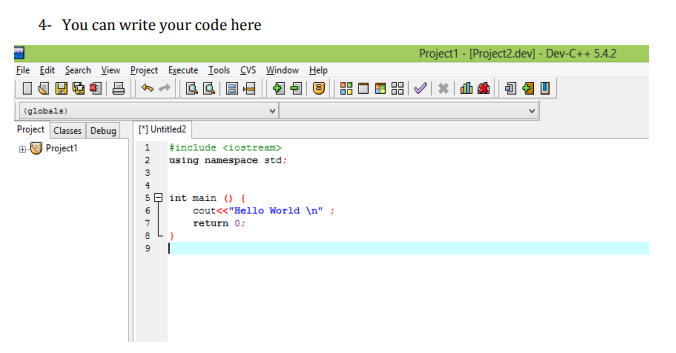 4- You can write your code here
Project1 - [Project2.dev] - Dev-C++ 5.4.2
File Edit Search View Project Execute Tools CVS Window Help
(globals)
Project Classes Debug [*] Untitled2
Project1
1 #include <iostream>
2 using namespace std;
3
4
5 int main () {
6 cout<<"Hello World \n" ;
7 return 0;
8 }
9